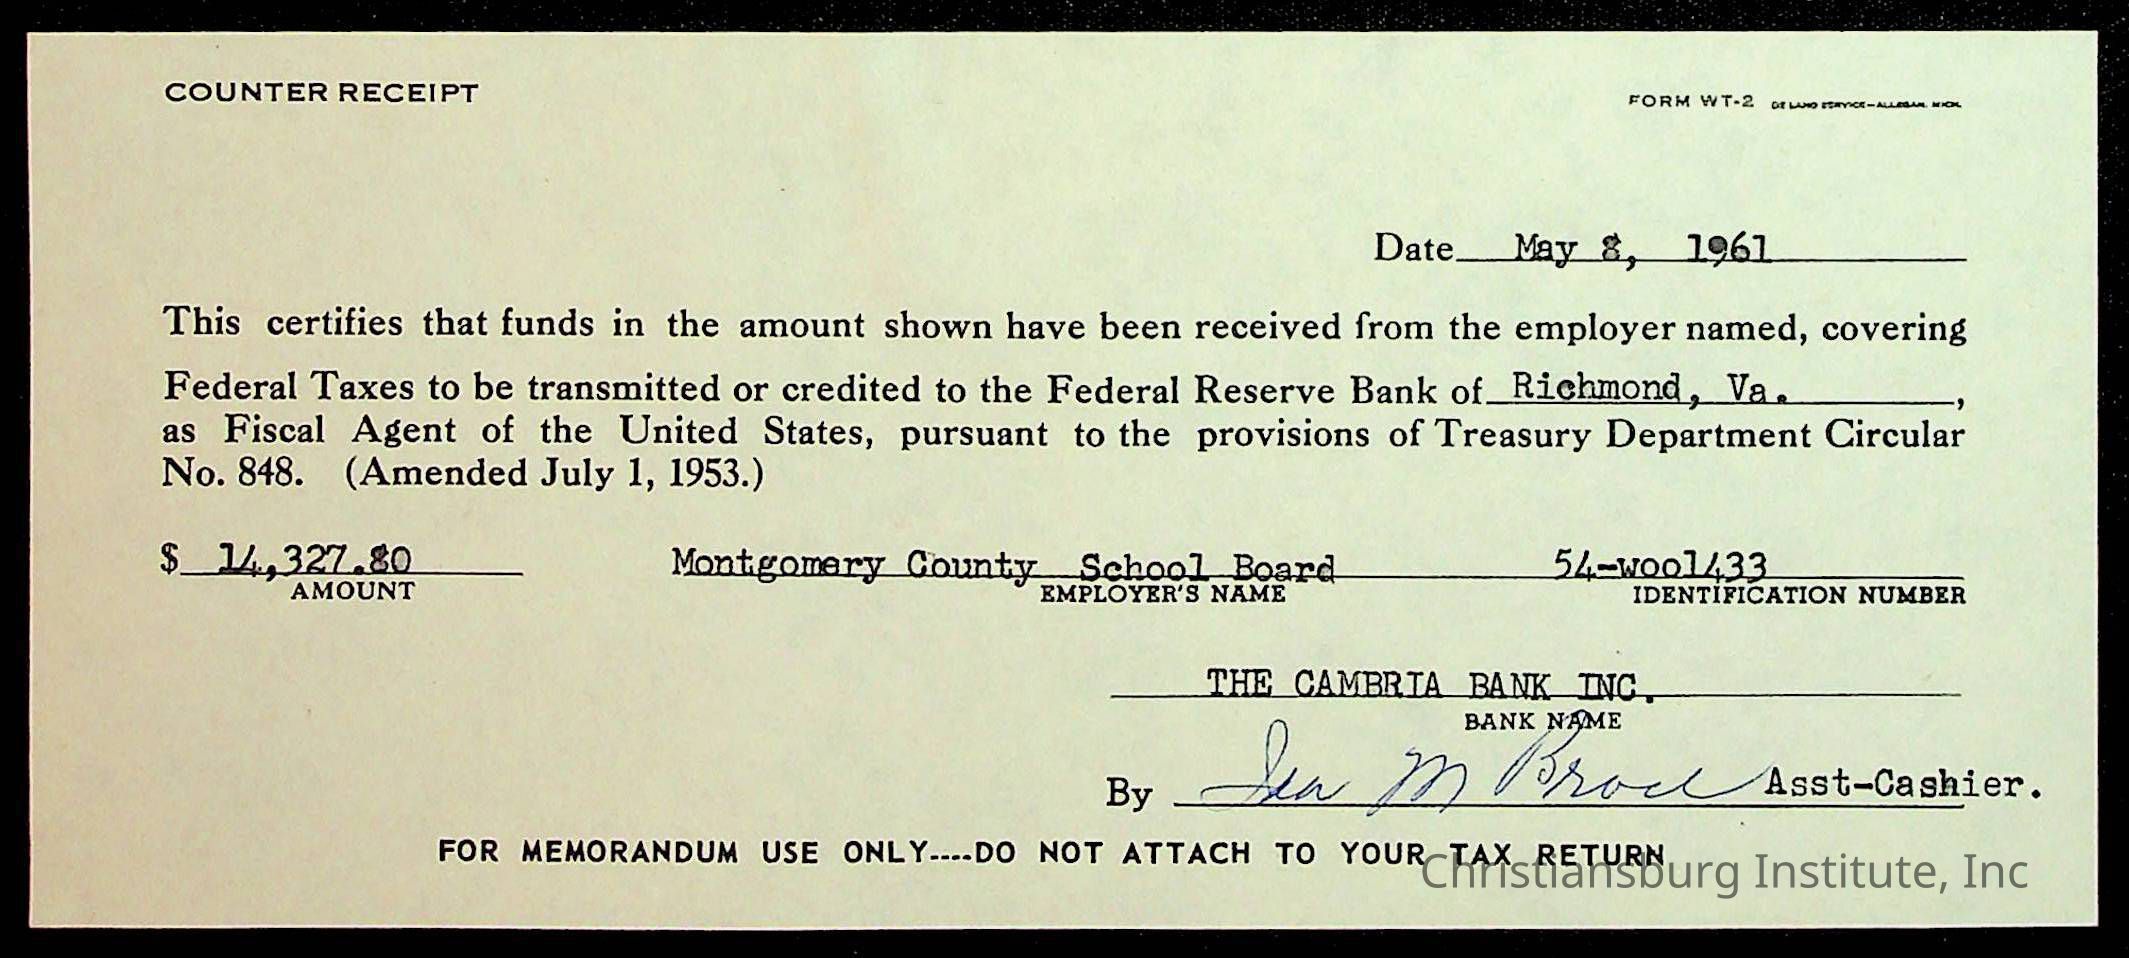 COUNTER RECEIPT
FORM WT-2 DE LANO SERVICE-ALLEGAN, MICH.
Date May 8, 1961
This certifies that funds in the amount shown have been received from the employer named, covering
Federal Taxes to be transmitted or credited to the Federal Reserve Bank of Richmond, Va. ,
as Fiscal Agent of the United States, pursuant to the provisions of Treasury Department Circular
No. 848. (Amended July 1, 1953.)
$ 14,327.80 Montgomery County School Board 54-woo1433
AMOUNT EMPLOYER'S NAME IDENTIFICATION NUMBER
THE CAMBRIA BANK INC.
BANK NAME
By M Asst-Cashier.
FOR MEMORANDUM USE ONLY----DO NOT ATTACH TO YOUR TAX RETURN
Christiansburg Institute, Inc